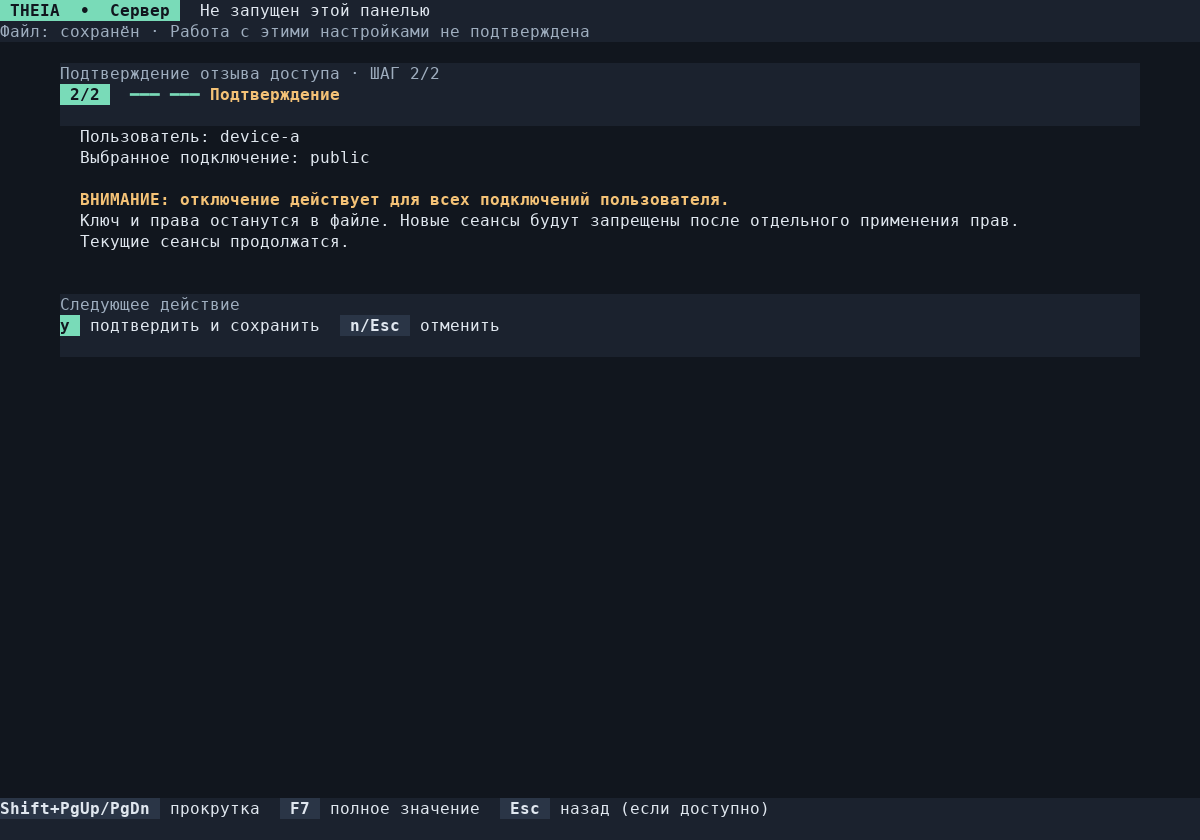 THEIA • Сервер Не запущен этой панелью
Файл: сохранён · Работа с этими настройками не подтверждена
Подтверждение отзыва доступа · ШАГ 2/2
2/2 ━━━ ━━━ Подтверждение
Пользователь: device-a
Выбранное подключение: public
ВНИМАНИЕ: отключение действует для всех подключений пользователя.
Ключ и права останутся в файле. Новые сеансы будут запрещены после отдельного применения прав.
Текущие сеансы продолжатся.
Следующее действие
y подтвердить и сохранить n/Esc отменить
Shift+PgUp/PgDn прокрутка F7 полное значение Esc назад (если доступно)